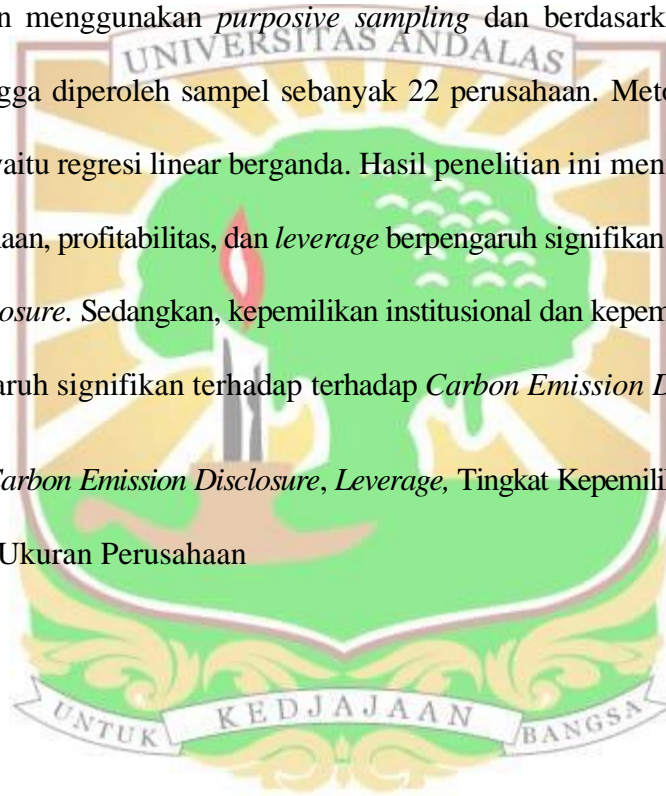 n menggunakan purposive sampling dan berdasark
UNIVERSITAS ANDALAS
gga diperoleh sampel sebanyak 22 perusahaan. Meto
aitu regresi linear berganda. Hasil penelitian ini men
aan, profitabilitas, dan leverage berpengaruh signifikan
losure. Sedangkan, kepemilikan institusional dan kepem
aruh signifikan terhadap terhadap Carbon Emission D
Carbon Emission Disclosure, Leverage, Tingkat Kepemili
Ukuran Perusahaan
UNTUK KEDJAJAAN BANGSA